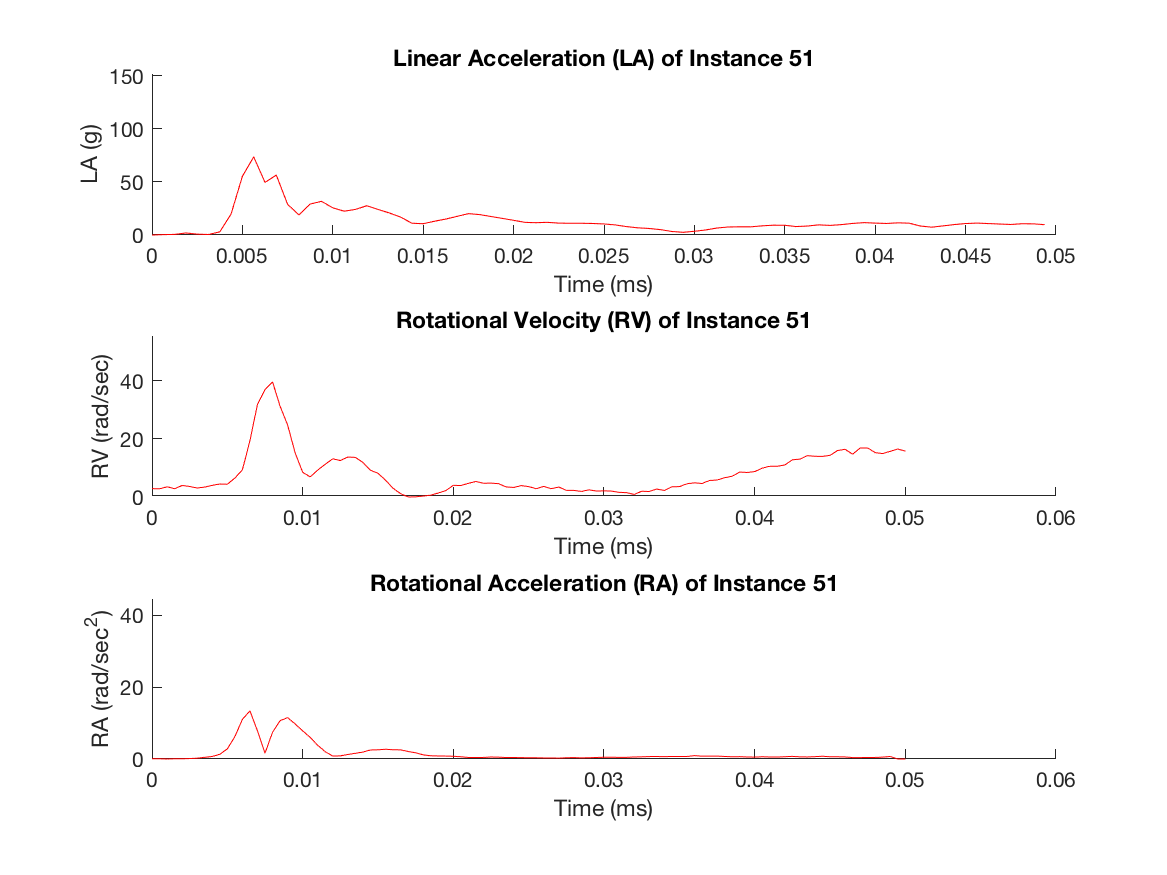 Linear Acceleration (LA) of Instance 51
150
100
50
0
LA (g)
0 0.005 0.01 0.015 0.02 0.025 0.03 0.035 0.04 0.045 0.05
Time (ms)
Rotational Velocity (RV) of Instance 51
40
20
0
RV (rad/sec)
0 0.01 0.02 0.03 0.04 0.05 0.06
Time (ms)
Rotational Acceleration (RA) of Instance 51
40
20
0
RA (rad/sec²)
0 0.01 0.02 0.03 0.04 0.05 0.06
Time (ms)